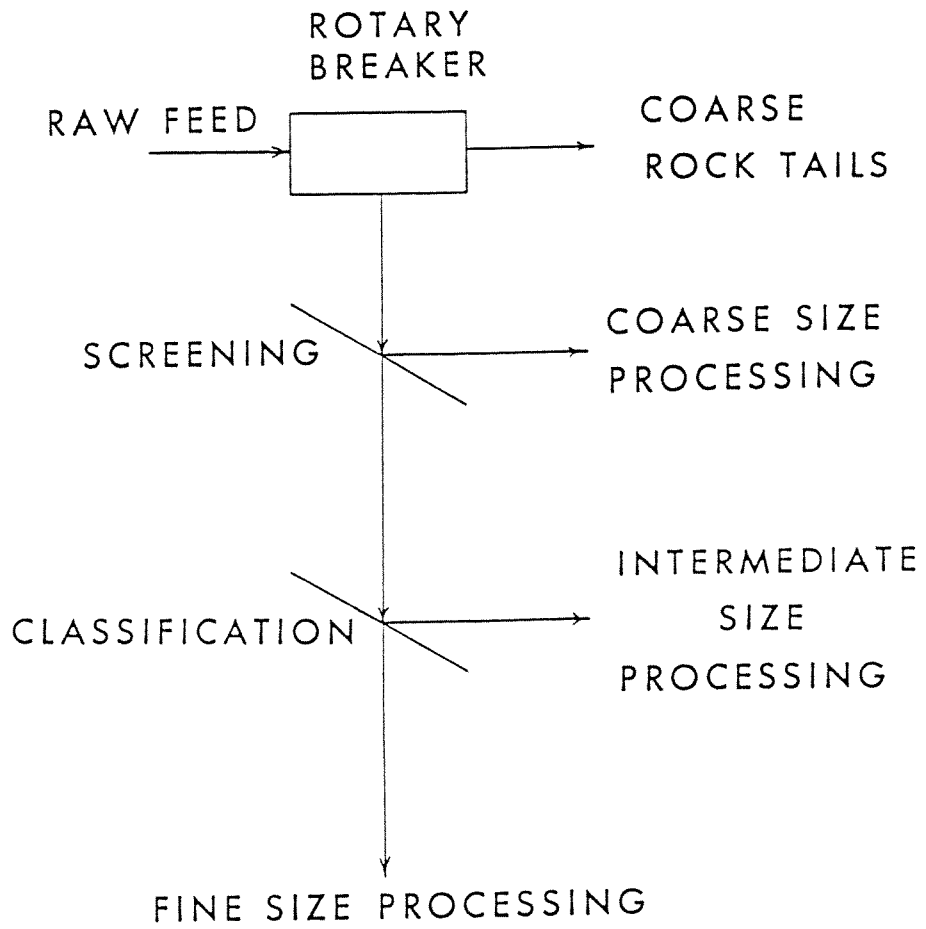 ROTARY
BREAKER
RAW FEED
COARSE
ROCK TAILS
SCREENING
COARSE SIZE
PROCESSING
CLASSIFICATION
INTERMEDIATE
SIZE
PROCESSING
FINE SIZE PROCESSING